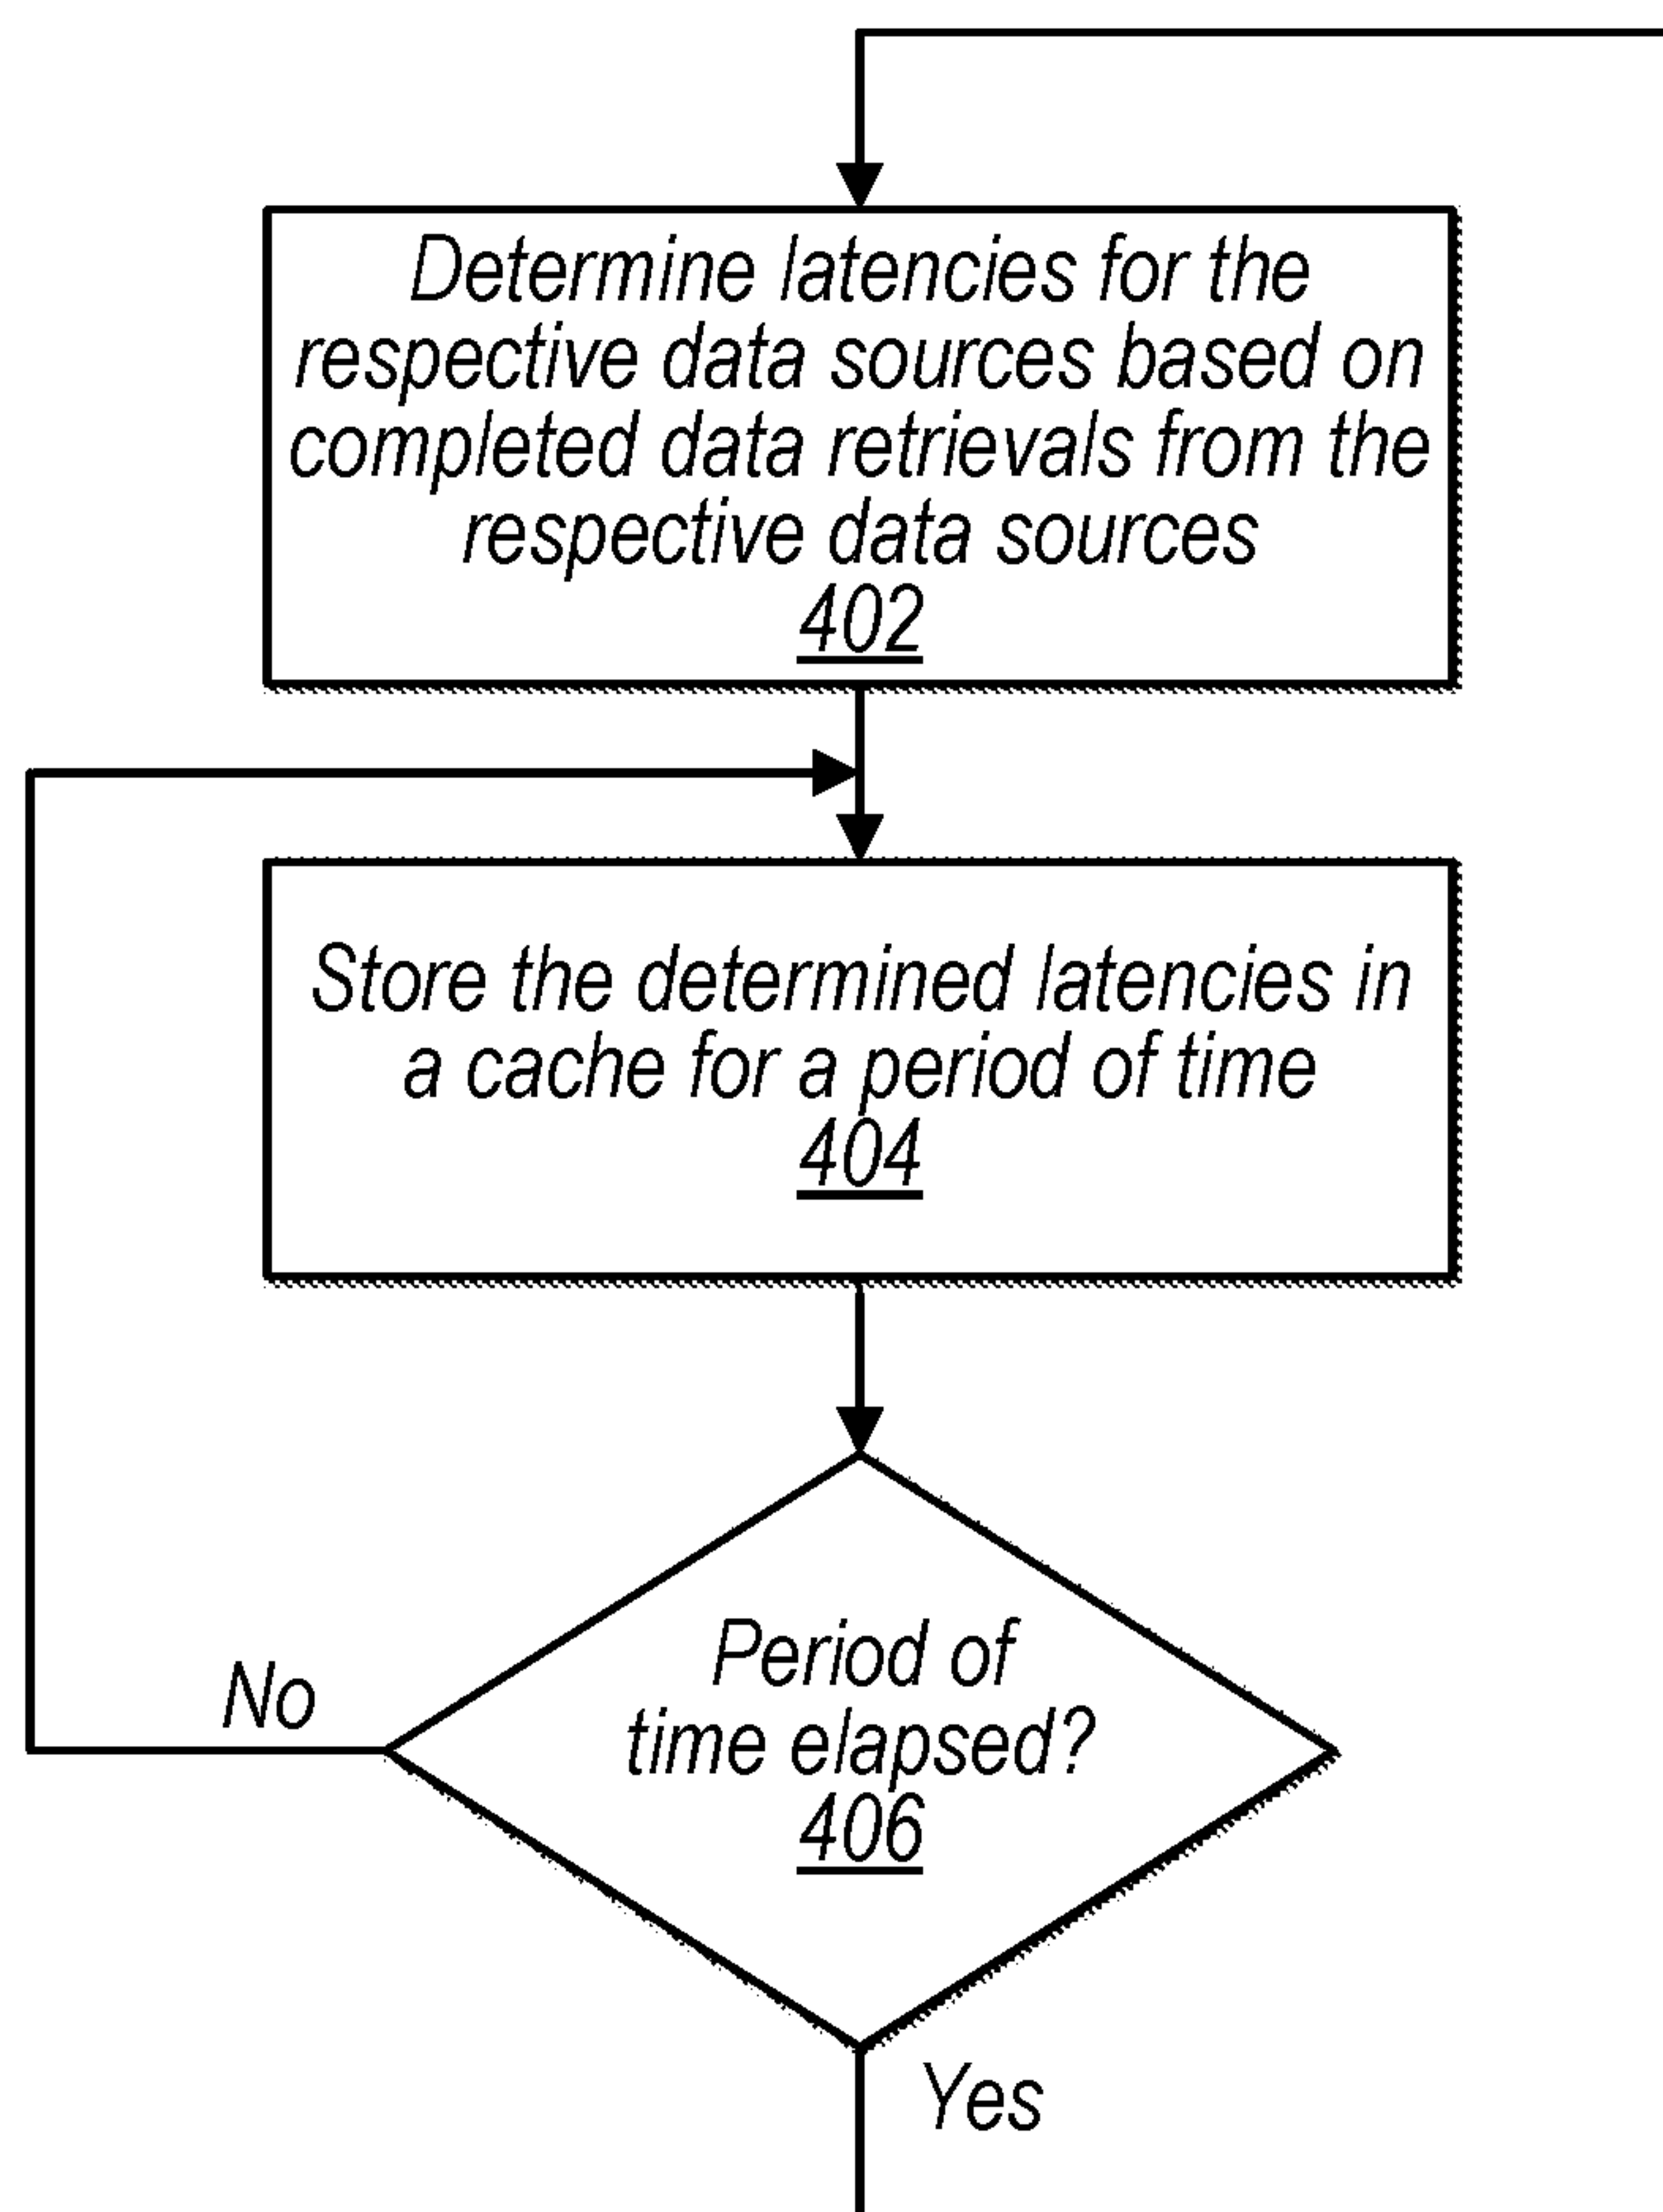 Determine latencies for the
respective data sources based on
completed data retrievals from the
respective data sources
402
Store the determined latencies in
a cache for a period of time
404
Period of
time elapsed?
406
No
Yes